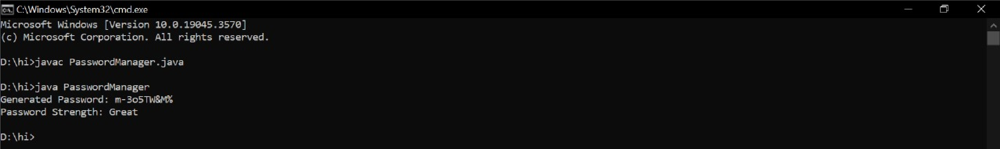 C:\Windows\System32\cmd.exe
Microsoft Windows [Version 10.0.19045.3570]
(c) Microsoft Corporation. All rights reserved.
D:\hi>javac PasswordManager.java
D:\hi>java PasswordManager
Generated Password: m-3o5TW&M%
Password Strength: Great
D:\hi>